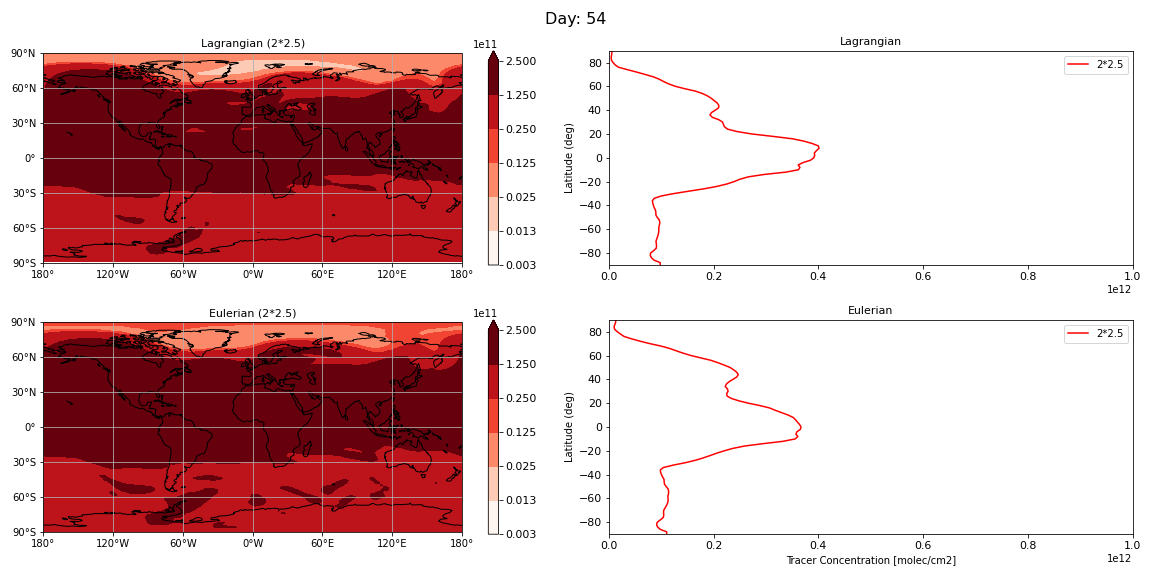 Day: 54
Lagrangian (2*2.5)
1e11
90°N
60°N
30°N
0°
30°S
60°S
90°S
180° 120°W 60°W 0°W 60°E 120°E 180°
2.500
1.250
0.250
0.125
0.025
0.013
0.003
Lagrangian
2*2.5
Latitude (deg)
80
60
40
20
0
−20
−40
−60
−80
0.0 0.2 0.4 0.6 0.8 1.0
1e12
Eulerian (2*2.5)
1e11
90°N
60°N
30°N
0°
30°S
60°S
90°S
180° 120°W 60°W 0°W 60°E 120°E 180°
2.500
1.250
0.250
0.125
0.025
0.013
0.003
Eulerian
2*2.5
Latitude (deg)
80
60
40
20
0
−20
−40
−60
−80
0.0 0.2 0.4 0.6 0.8 1.0
Tracer Concentration [molec/cm2]
1e12